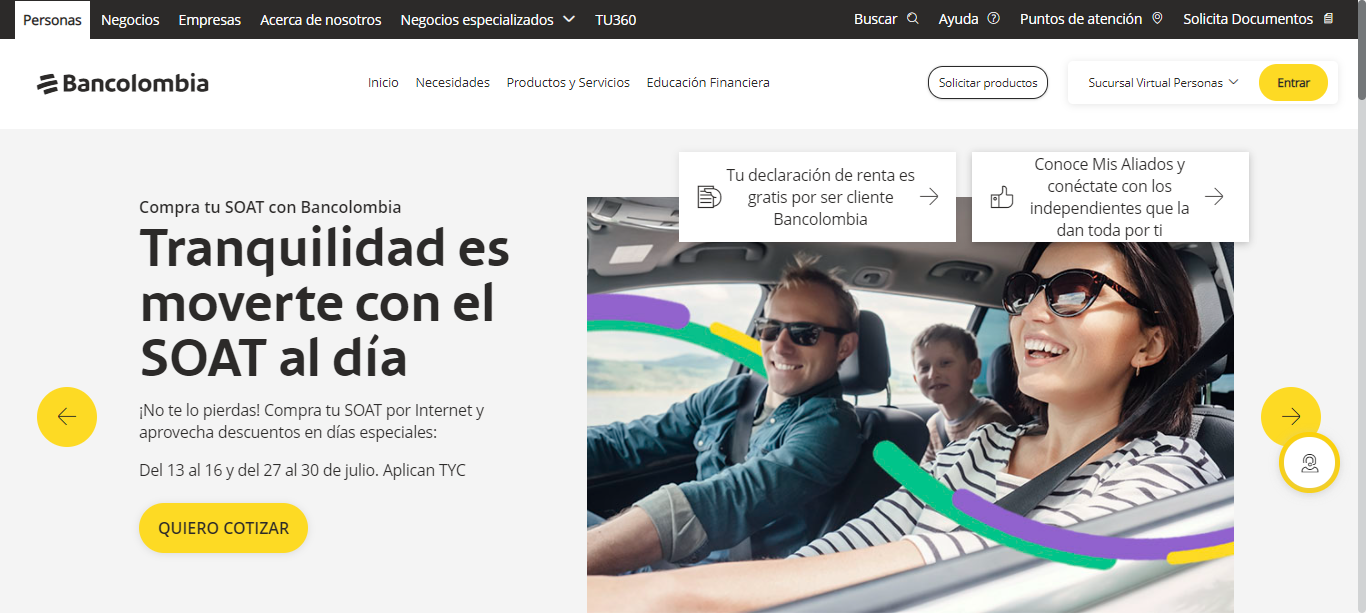 Personas Negocios Empresas Acerca de nosotros Negocios especializados TU360 Buscar Ayuda Puntos de atención Solicita Documentos
Bancolombia Inicio Necesidades Productos y Servicios Educación Financiera Solicitar productos Sucursal Virtual Personas Entrar
Tu declaración de renta es
gratis por ser cliente
Bancolombia
Conoce Mis Aliados y
conéctate con los
independientes que la
dan toda por ti
Compra tu SOAT con Bancolombia
Tranquilidad es
moverte con el
SOAT al día
¡No te lo pierdas! Compra tu SOAT por Internet y
aprovecha descuentos en días especiales:
Del 13 al 16 y del 27 al 30 de julio. Aplican TYC
QUIERO COTIZAR